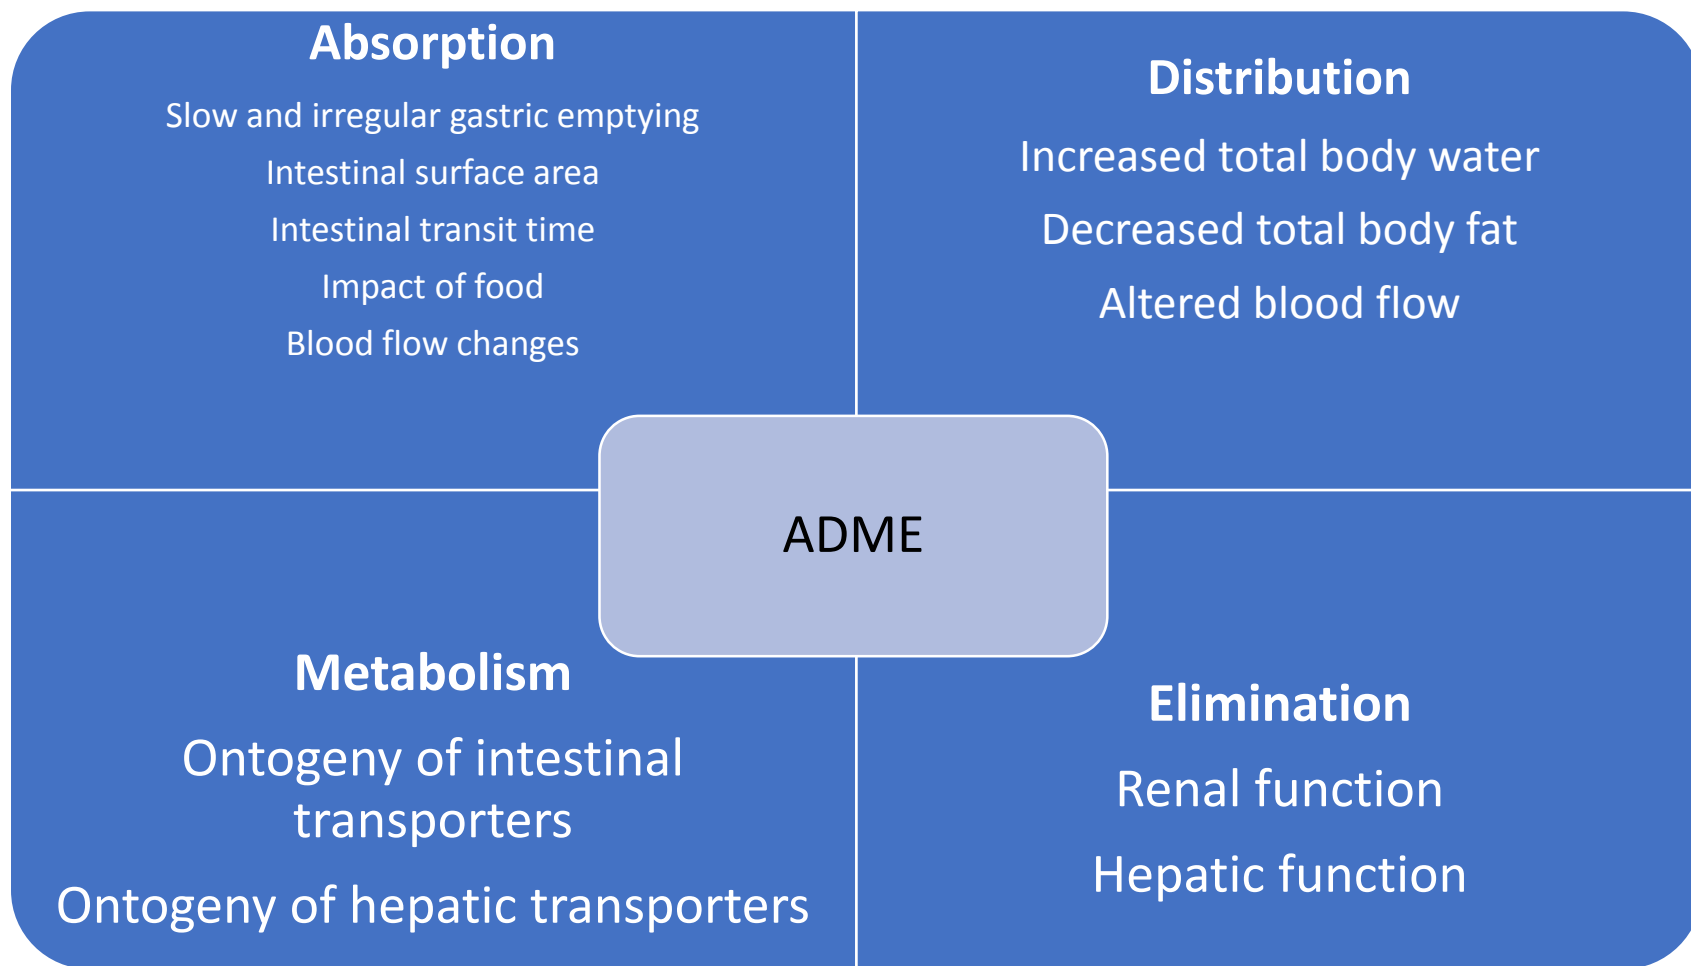 Absorption
Slow and irregular gastric emptying
Intestinal surface area
Intestinal transit time
Impact of food
Blood flow changes
Distribution
Increased total body water
Decreased total body fat
Altered blood flow
ADME
Metabolism
Ontogeny of intestinal
transporters
Ontogeny of hepatic transporters
Elimination
Renal function
Hepatic function